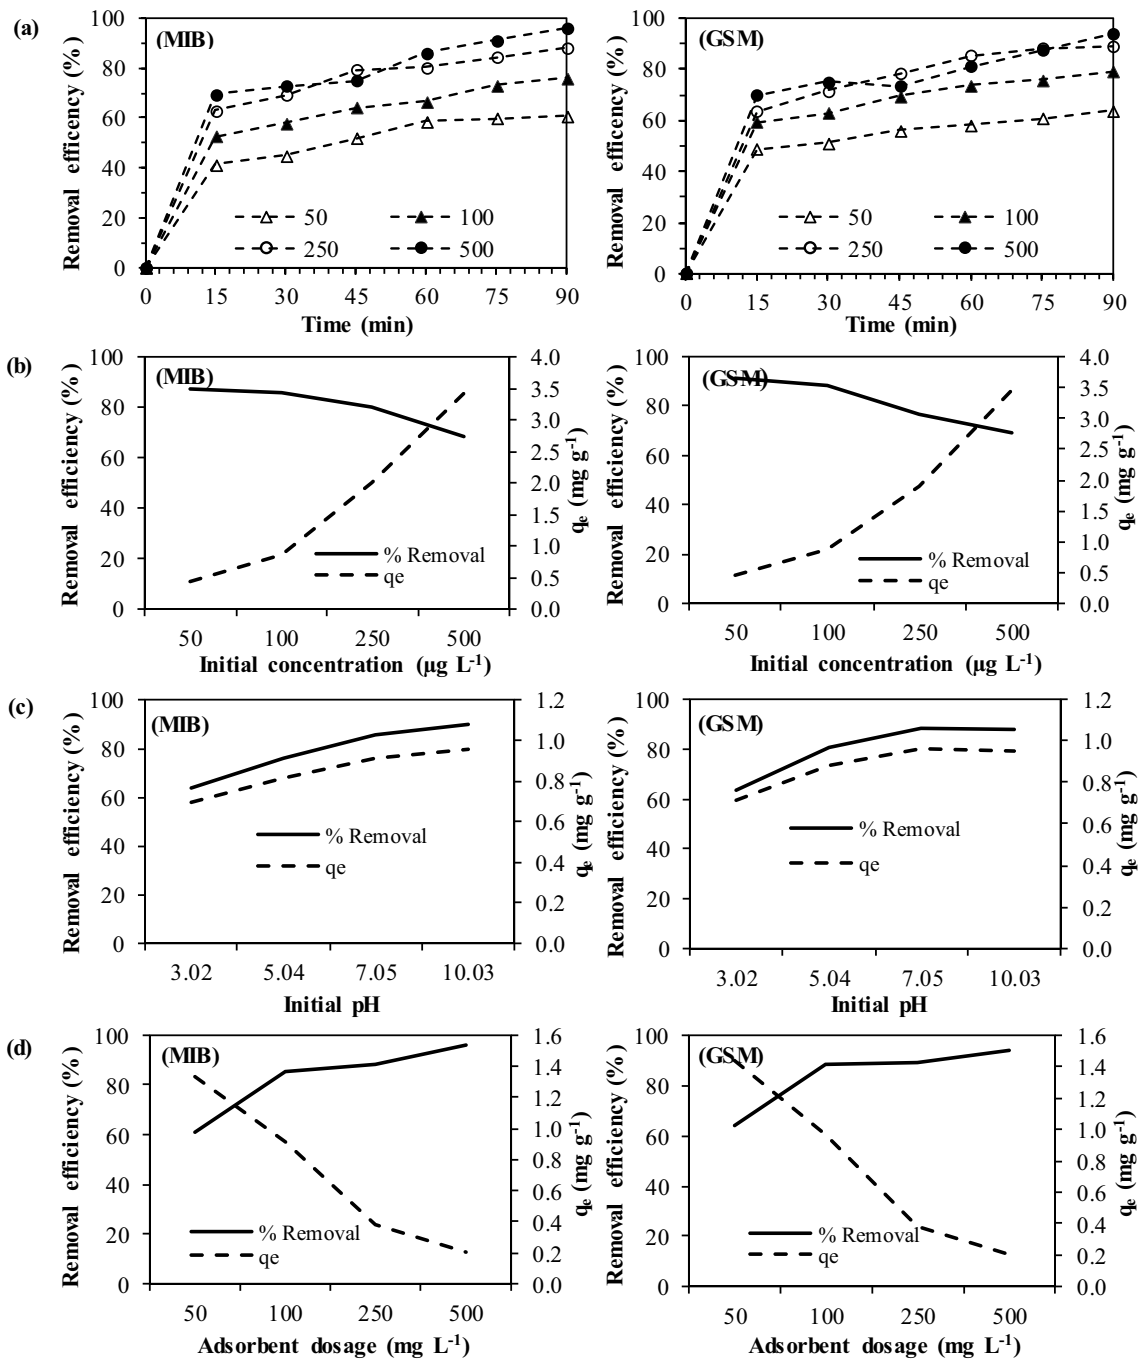 (a)
(MIB)
Removal efficency (%)
100
80
60
40
20
0
50
100
250
500
0 15 30 45 60 75 90
Time (min)
(GSM)
Removal efficency (%)
100
80
60
40
20
0
50
100
250
500
0 15 30 45 60 75 90
Time (min)
(b)
(MIB)
Removal efficiency (%)
100
80
60
40
20
0
% Removal
qe
4.0
3.5
3.0
2.5
2.0
1.5
1.0
0.5
0.0
qe (mg g-1)
50 100 250 500
Initial concentration (µg L-1)
(GSM)
Removal efficiency (%)
100
80
60
40
20
0
% Removal
qe
4.0
3.5
3.0
2.5
2.0
1.5
1.0
0.5
0.0
qe (mg g-1)
50 100 250 500
Initial concentration (µg L-1)
(c)
(MIB)
Removal efficiency (%)
100
80
60
40
20
0
% Removal
qe
1.2
1.0
0.8
0.6
0.4
0.2
0.0
qe (mg g-1)
3.02 5.04 7.05 10.03
Initial pH
(GSM)
Removal efficiency (%)
100
80
60
40
20
0
% Removal
qe
1.2
1.0
0.8
0.6
0.4
0.2
0.0
qe (mg g-1)
3.02 5.04 7.05 10.03
Initial pH
(d)
(MIB)
Removal efficiency (%)
100
80
60
40
20
0
% Removal
qe
1.6
1.4
1.2
1.0
0.8
0.6
0.4
0.2
0.0
qe (mg g-1)
50 100 250 500
Adsorbent dosage (mg L-1)
(GSM)
Removal efficiency (%)
100
80
60
40
20
0
% Removal
qe
1.6
1.4
1.2
1.0
0.8
0.6
0.4
0.2
0.0
qe (mg g-1)
50 100 250 500
Adsorbent dosage (mg L-1)